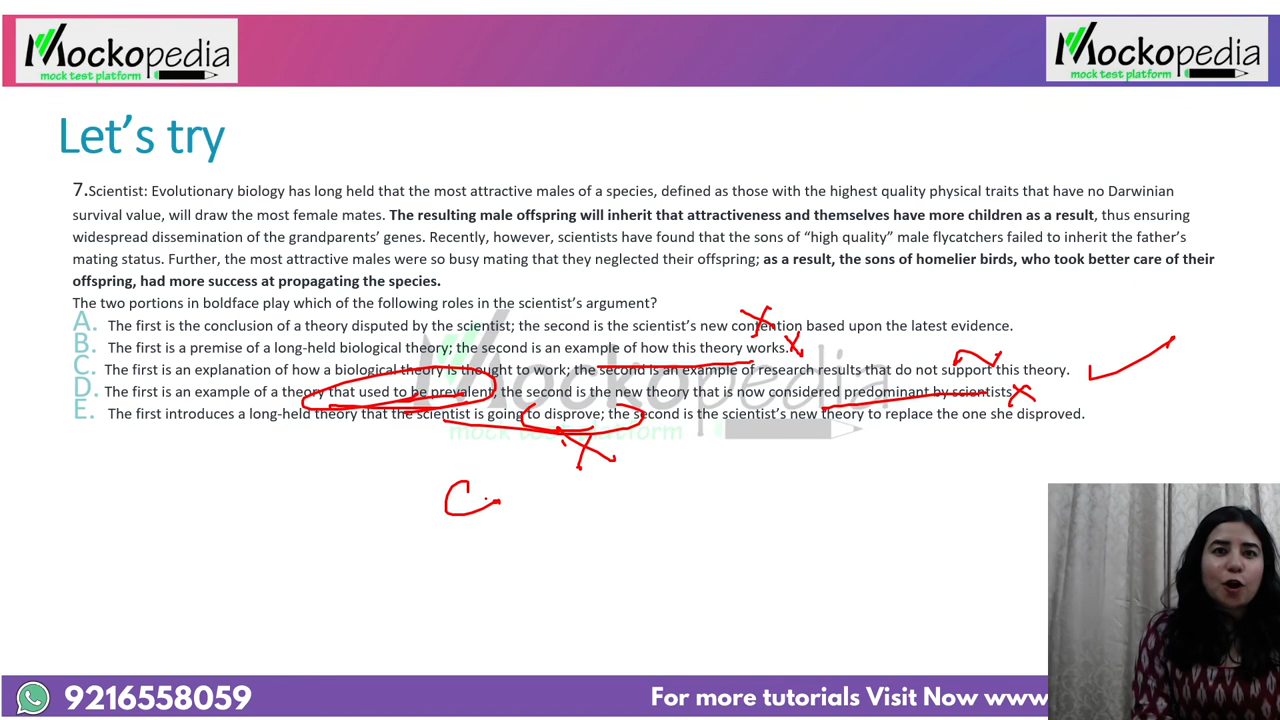 Mockopedia
mock test platform
Mockopedia
mock test platform
Let's try
7.Scientist: Evolutionary biology has long held that the most attractive males of a species, defined as those with the highest quality physical traits that have no Darwinian
survival value, will draw the most female mates. The resulting male offspring will inherit that attractiveness and themselves have more children as a result, thus ensuring
widespread dissemination of the grandparents' genes. Recently, however, scientists have found that the sons of "high quality" male flycatchers failed to inherit the father's
mating status. Further, the most attractive males were so busy mating that they neglected their offspring; as a result, the sons of homelier birds, who took better care of their
offspring, had more success at propagating the species.
The two portions in boldface play which of the following roles in the scientist's argument?
A. The first is the conclusion of a theory disputed by the scientist; the second is the scientist's new convention based upon the latest evidence.
B. The first is a premise of a long-held biological theory; the second is an example of how this theory works.
C. The first is an explanation of how a biological theory is thought to work; the second is an example of research results that do not support this theory.
D. The first is an example of a theory that used to be prevalent; the second is the new theory that is now considered predominant by scientists.
E. The first introduces a long-held theory that the scientist is going to disprove; the second is the scientist's new theory to replace the one she disproved.
Mockopedia
mock test platform
C
9216558059
For more tutorials Visit Now www